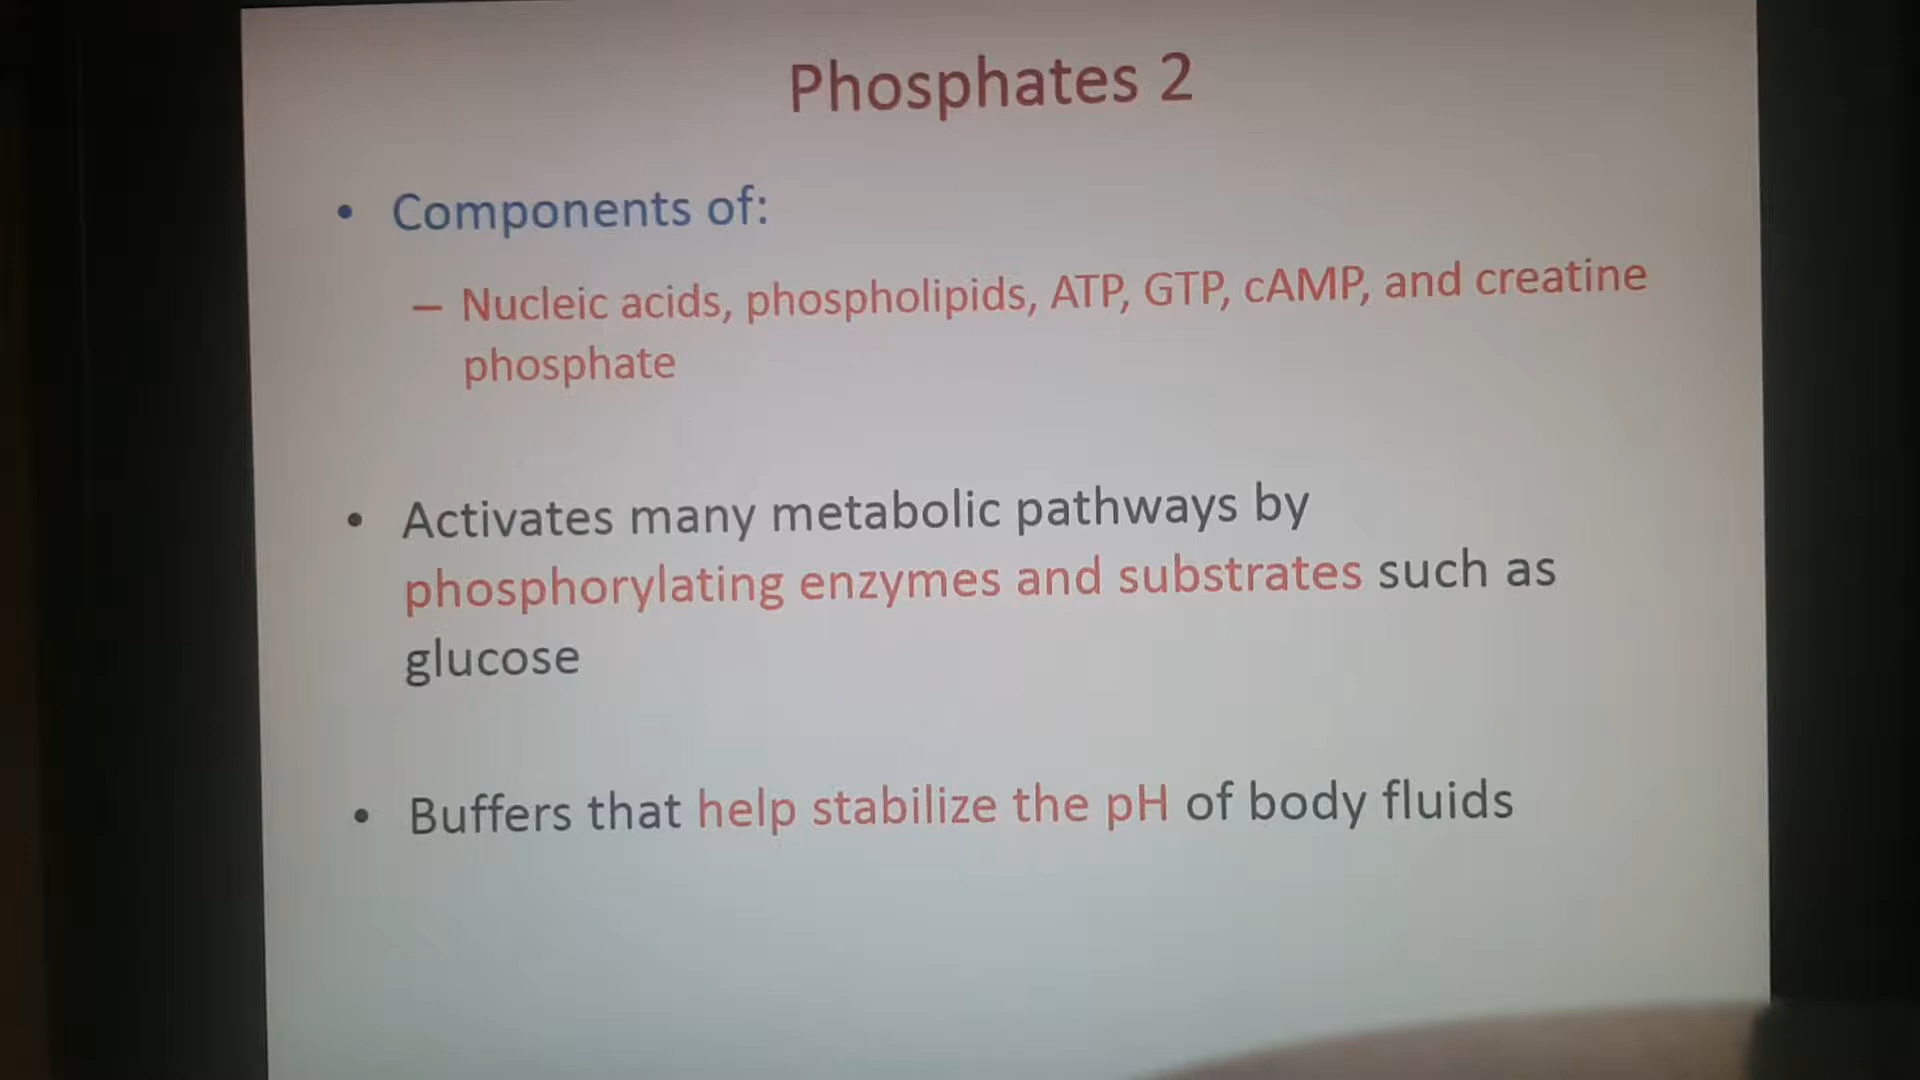 Phosphates 2
• Components of:
– Nucleic acids, phospholipids, ATP, GTP, cAMP, and creatine
phosphate
• Activates many metabolic pathways by
phosphorylating enzymes and substrates such as
glucose
• Buffers that help stabilize the pH of body fluids